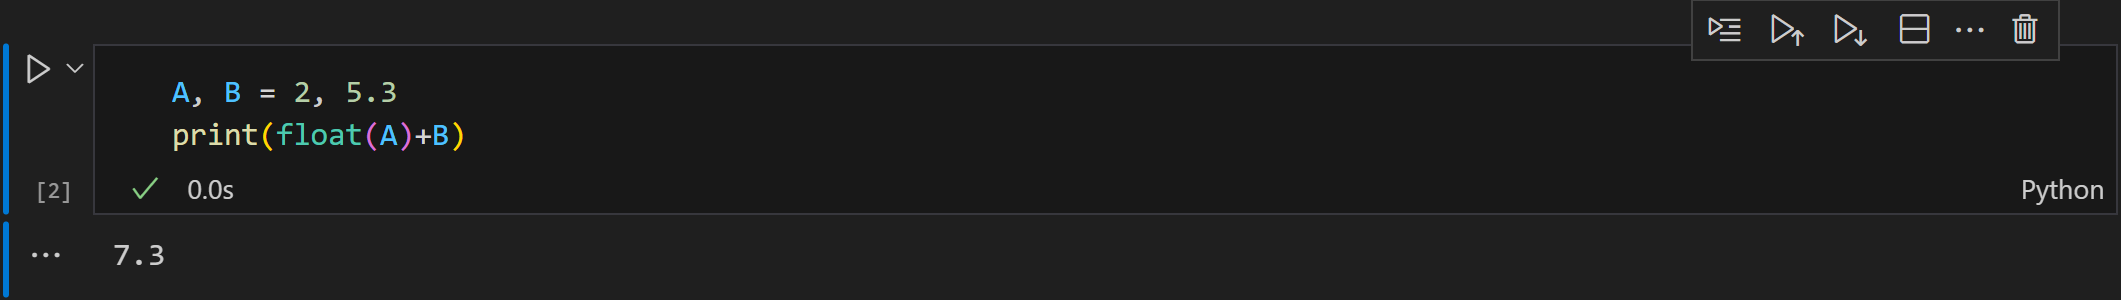 A, B = 2, 5.3
print(float(A)+B)
[2]
0.0s
Python
7.3